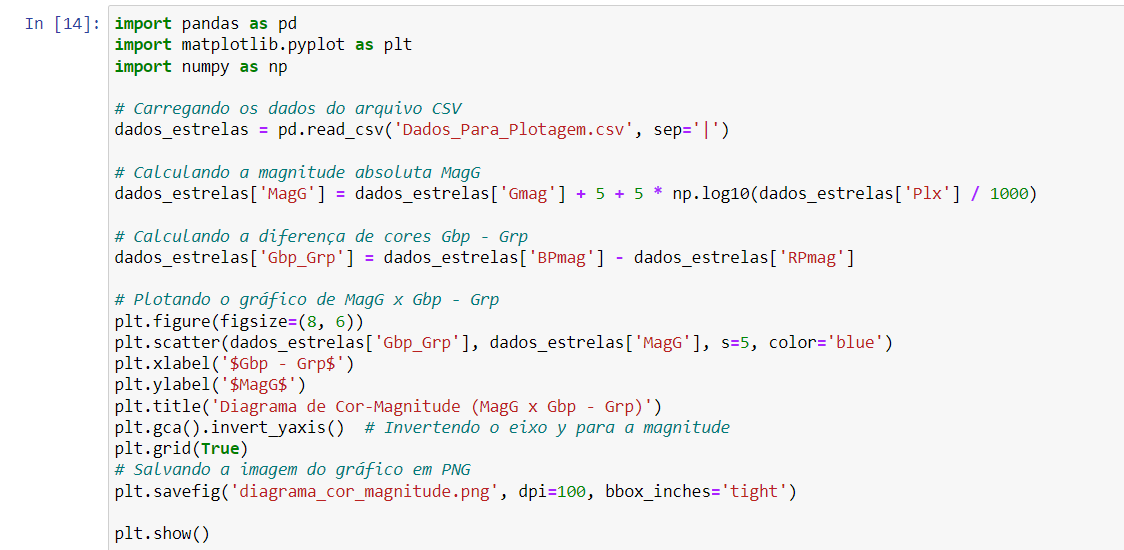 In [14]: import pandas as pd
import matplotlib.pyplot as plt
import numpy as np
# Carregando os dados do arquivo CSV
dados_estrelas = pd.read_csv('Dados_Para_Plotagem.csv', sep='|')
# Calculando a magnitude absoluta MagG
dados_estrelas['MagG'] = dados_estrelas['Gmag'] + 5 + 5 * np.log10(dados_estrelas['Plx'] / 1000)
# Calculando a diferença de cores Gbp - Grp
dados_estrelas['Gbp_Grp'] = dados_estrelas['BPmag'] - dados_estrelas['RPmag']
# Plotando o gráfico de MagG x Gbp - Grp
plt.figure(figsize=(8, 6))
plt.scatter(dados_estrelas['Gbp_Grp'], dados_estrelas['MagG'], s=5, color='blue')
plt.xlabel('$Gbp - Grp$')
plt.ylabel('$MagG$')
plt.title('Diagrama de Cor-Magnitude (MagG x Gbp - Grp)')
plt.gca().invert_yaxis()  # Invertendo o eixo y para a magnitude
plt.grid(True)
# Salvando a imagem do gráfico em PNG
plt.savefig('diagrama_cor_magnitude.png', dpi=100, bbox_inches='tight')
plt.show()